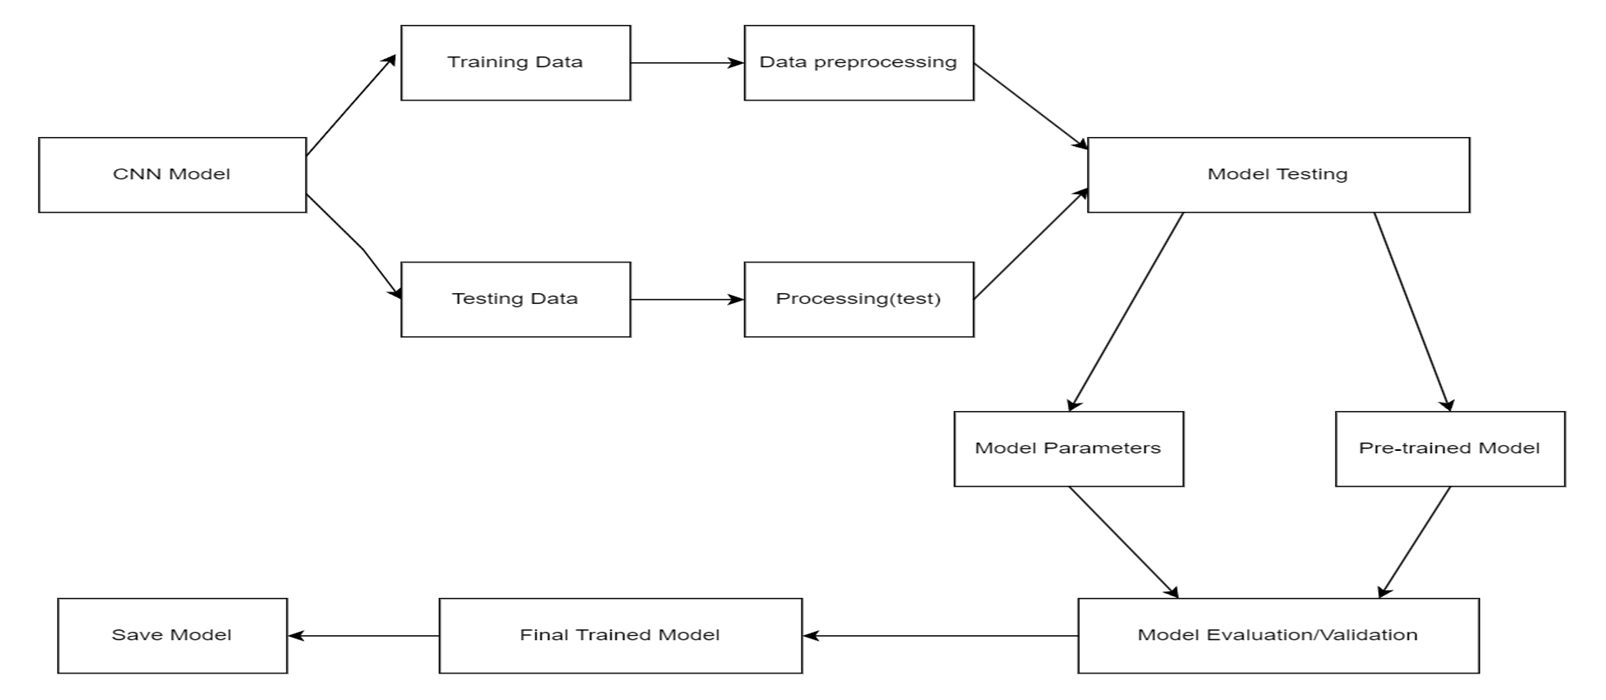 Training Data
Data preprocessing
CNN Model
Model Testing
Testing Data
Processing(test)
Model Parameters
Pre-trained Model
Save Model
Final Trained Model
Model Evaluation/Validation